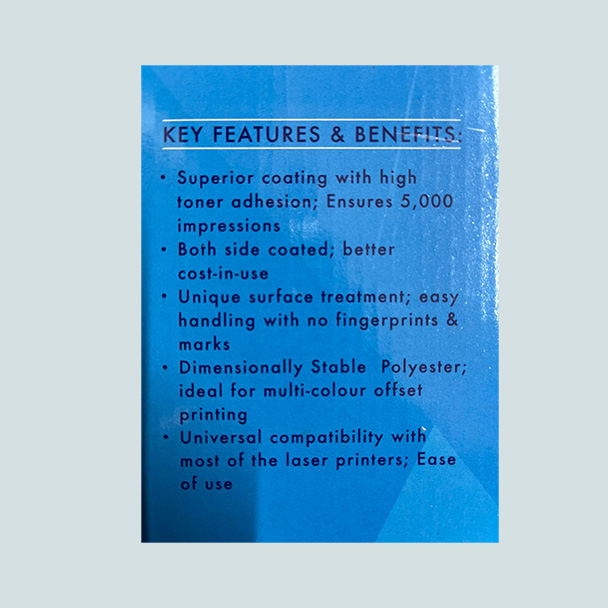 KEY FEATURES & BENEFITS:
• Superior coating with high
toner adhesion; Ensures 5,000
impressions
• Both side coated; better
cost-in-use
• Unique surface treatment; easy
handling with no fingerprints &
marks
• Dimensionally Stable Polyester;
ideal for multi-colour offset
printing
• Universal compatibility with
most of the laser printers; Ease
of use